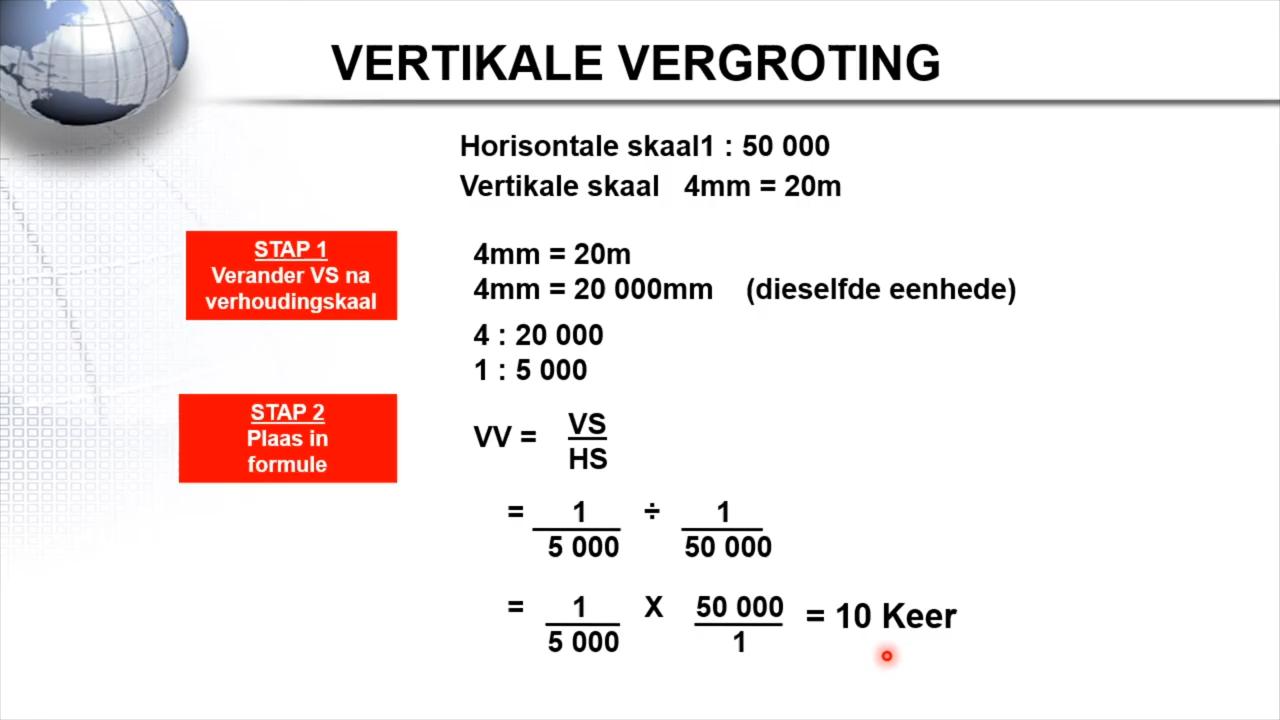 VERTIKALE VERGROTING
Horisontale skaal1 : 50 000
Vertikale skaal 4mm = 20m
STAP 1
Verander VS na
verhoudingskaal
4mm = 20m
4mm = 20 000mm (dieselfde eenhede)
4 : 20 000
1 : 5 000
STAP 2
Plaas in
formule
VV = VS
HS
= 1 ÷ 1
5 000 50 000
= 1 X 50 000 = 10 Keer
5 000 1